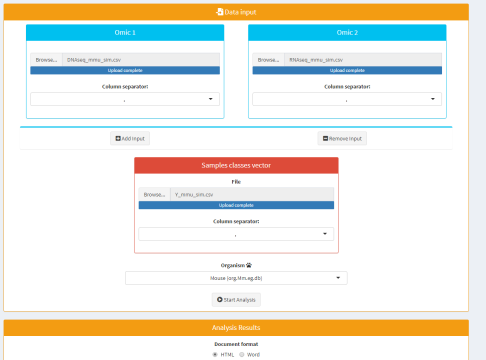 Data input
Omic 1
Omic 2
Browse... DNAseq_mmu_sim.csv
Browse... RNAseq_mmu_sim.csv
Upload complete
Upload complete
Column separator:
Column separator:
,
,
Add Input
Remove Input
Samples classes vector
File
Browse... Y_mmu_sim.csv
Upload complete
Column separator:
,
Organism
Mouse (org.Mm.eg.db)
Start Analysis
Analysis Results
Document format
HTML Word